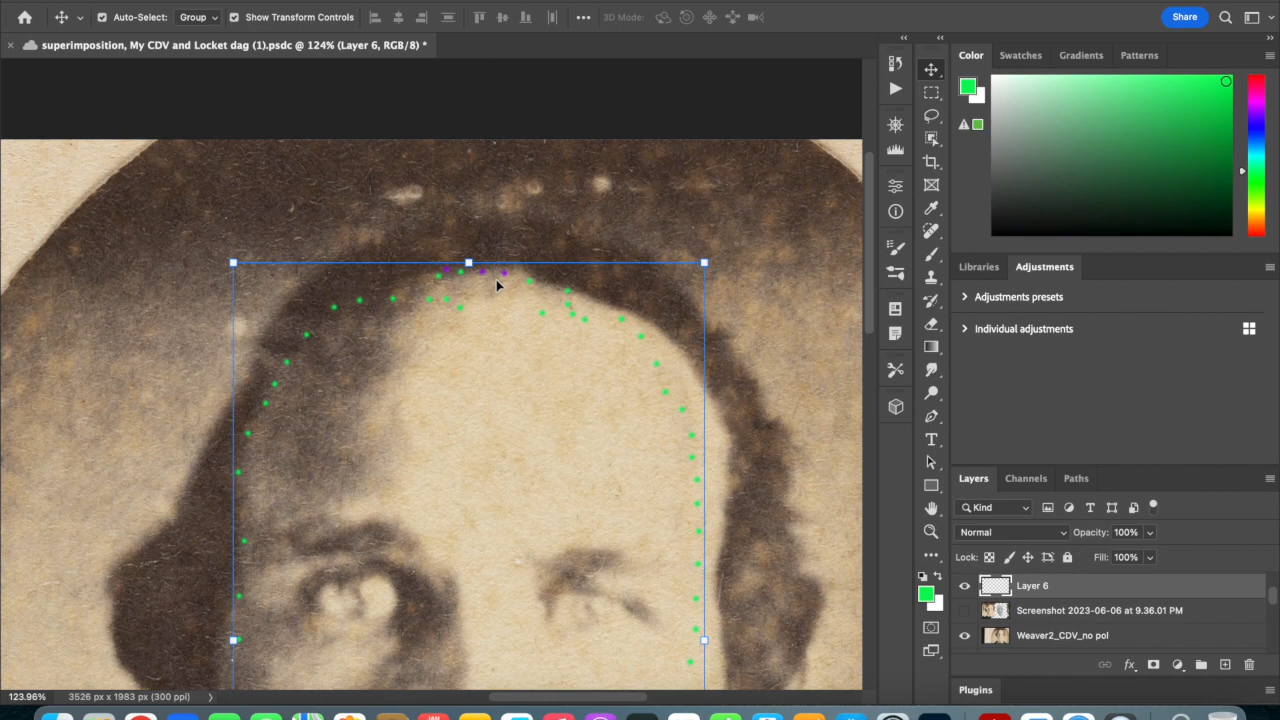 Auto-Select:
Group
Show Transform Controls
3D Mode:
Share
superimposition, My CDV and Locket dag (1).psdc @ 124% (Layer 6, RGB/8) *
Color
Swatches
Gradients
Patterns
Libraries
Adjustments
Adjustments presets
Individual adjustments
Layers
Channels
Paths
Kind
Normal
Opacity: 100%
Lock:
Fill: 100%
Layer 6
Screenshot 2023-06-06 at 9.36.01 PM
Weaver2_CDV_no pol
fx
Plugins
123.96%
3526 px x 1983 px (300 ppi)
JAN